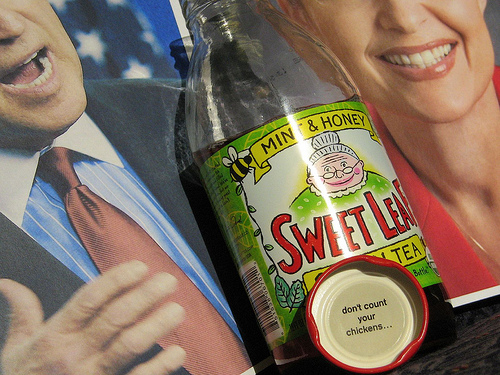 MINT & HONEY
SWEET LEAF
TEA
don't count
your
chickens...